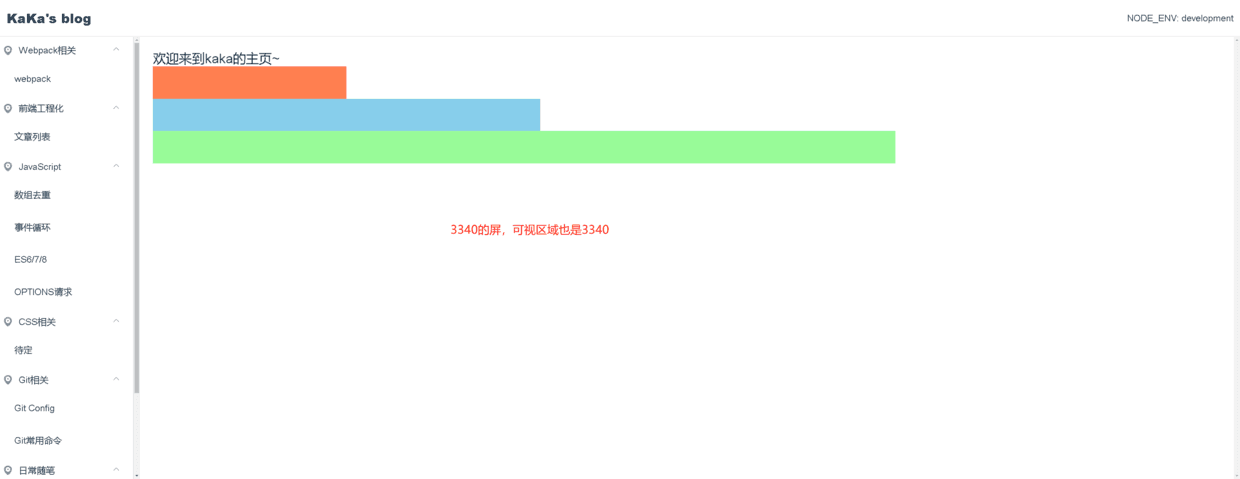 KaKa's blog
NODE_ENV: development
Webpack相关
webpack
前端工程化
文章列表
JavaScript
数组去重
事件循环
ES6/7/8
OPTIONS请求
CSS相关
待定
Git相关
Git Config
Git常用命令
日常随笔
欢迎来到kaka的主页~
3340的屏，可视区域也是3340